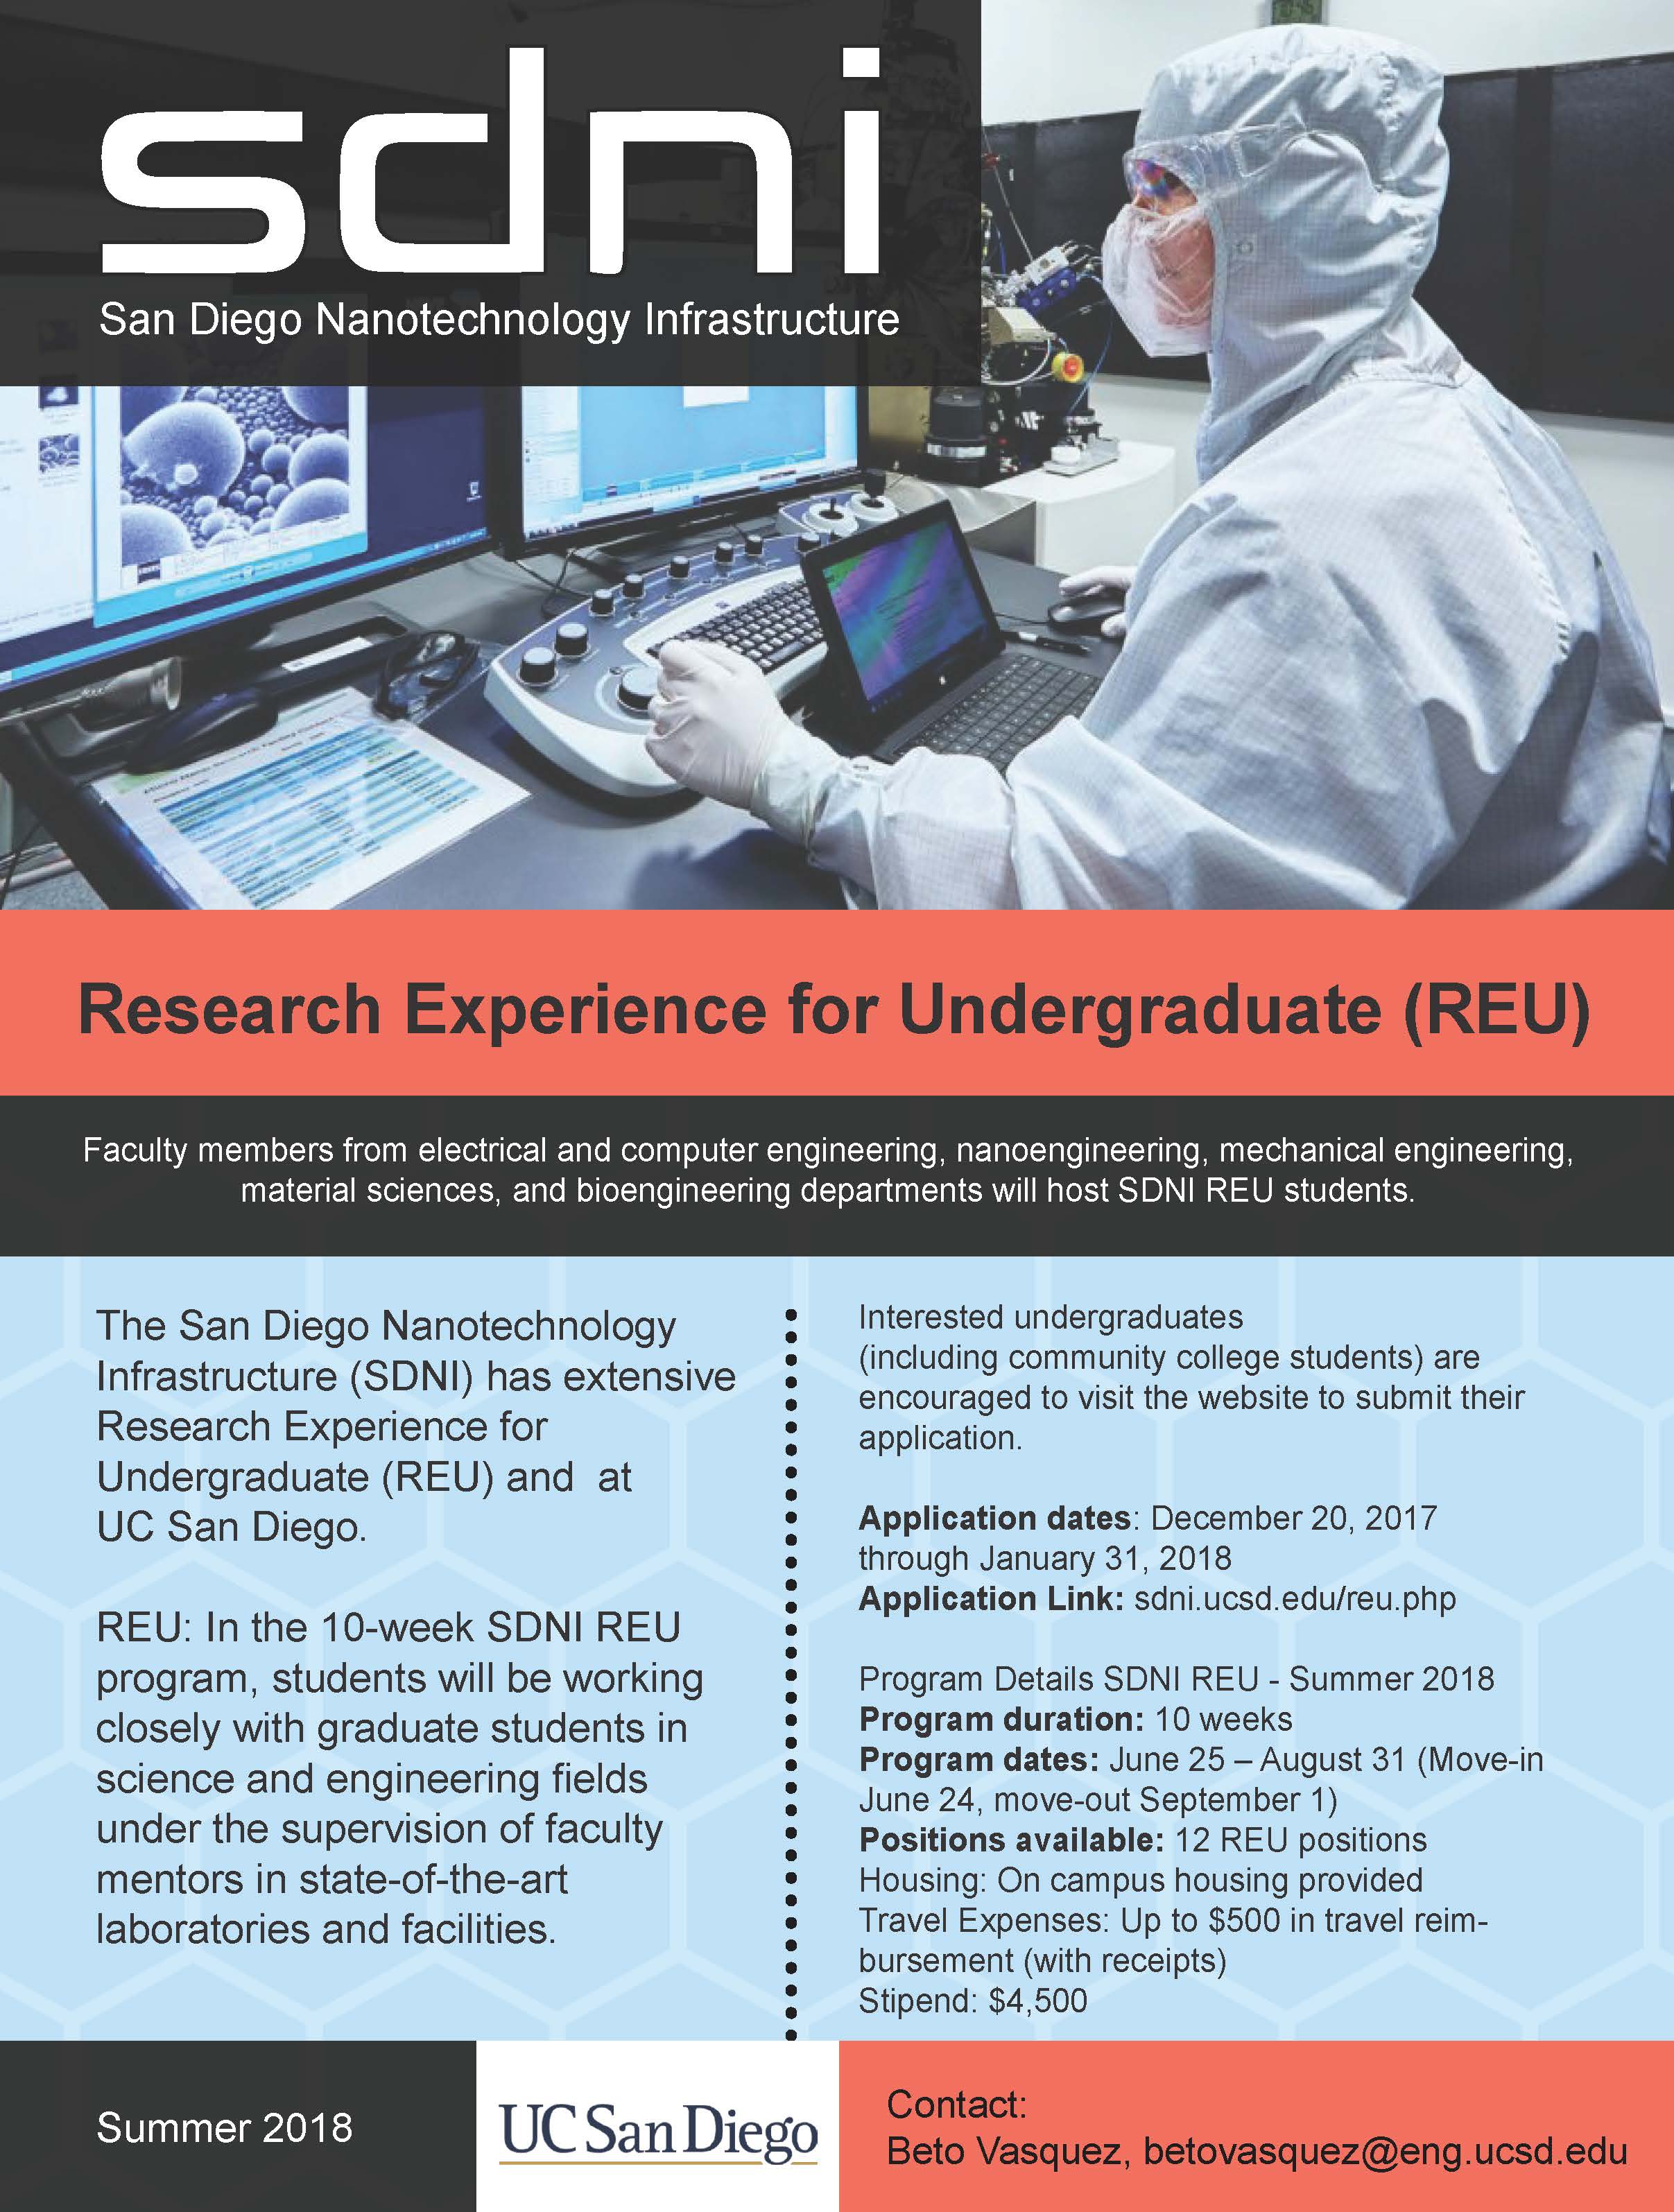 sdni
San Diego Nanotechnology Infrastructure
Research Experience for Undergraduate (REU)
Faculty members from electrical and computer engineering, nanoengineering, mechanical engineering,
material sciences, and bioengineering departments will host SDNI REU students.
The San Diego Nanotechnology
Infrastructure (SDNI) has extensive
Research Experience for
Undergraduate (REU) and  at
UC San Diego.
REU: In the 10-week SDNI REU
program, students will be working
closely with graduate students in
science and engineering fields
under the supervision of faculty
mentors in state-of-the-art
laboratories and facilities.
Interested undergraduates
(including community college students) are
encouraged to visit the website to submit their
application.
Application dates: December 20, 2017
through January 31, 2018
Application Link: sdni.ucsd.edu/reu.php
Program Details SDNI REU - Summer 2018
Program duration: 10 weeks
Program dates: June 25 – August 31 (Move-in
June 24, move-out September 1)
Positions available: 12 REU positions
Housing: On campus housing provided
Travel Expenses: Up to $500 in travel reim-
bursement (with receipts)
Stipend: $4,500
Summer 2018
UC San Diego
Contact:
Beto Vasquez, betovasquez@eng.ucsd.edu